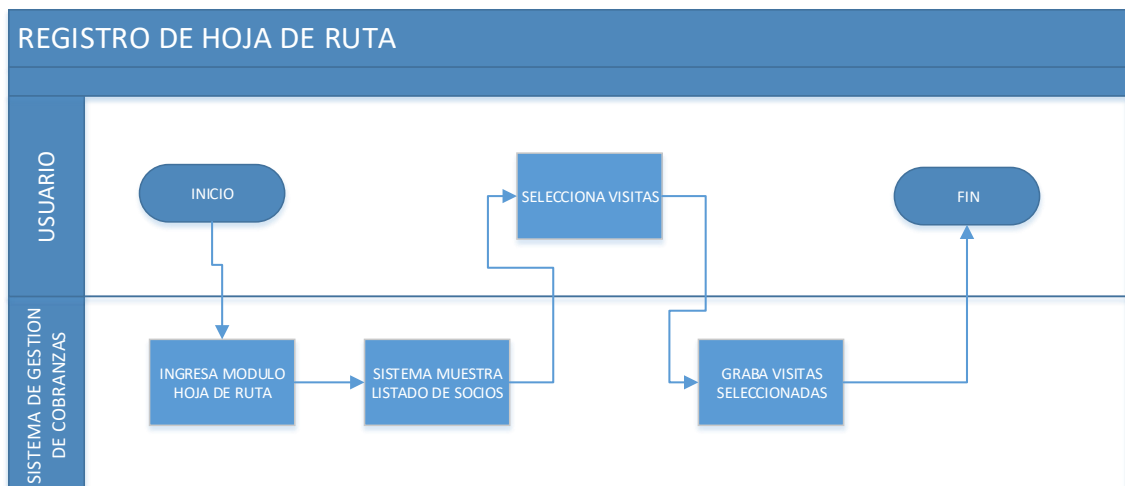 REGISTRO DE HOJA DE RUTA
USUARIO
INICIO
SELECCIONA VISITAS
FIN
SISTEMA DE GESTION
DE COBRANZAS
INGRESA MODULO
HOJA DE RUTA
SISTEMA MUESTRA
LISTADO DE SOCIOS
GRABA VISITAS
SELECCIONADAS